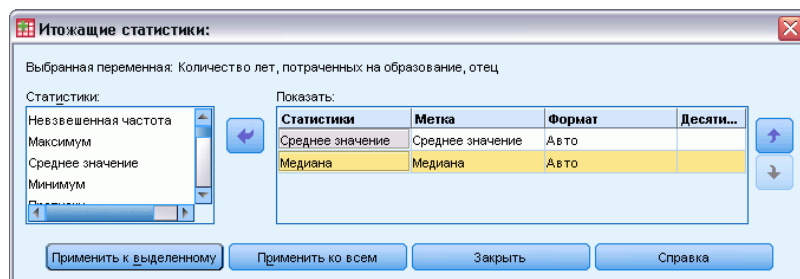 Итожащие статистики:
Выбранная переменная: Количество лет, потраченных на образование, отец
Статистики:
Невзвешенная частота
Максимум
Среднее значение
Минимум
Показать:
Статистики Метка Формат Десяти...
Среднее значение Среднее значение Авто
Медиана Медиана Авто
Применить к выделенному Применить ко всем Закрыть Справка